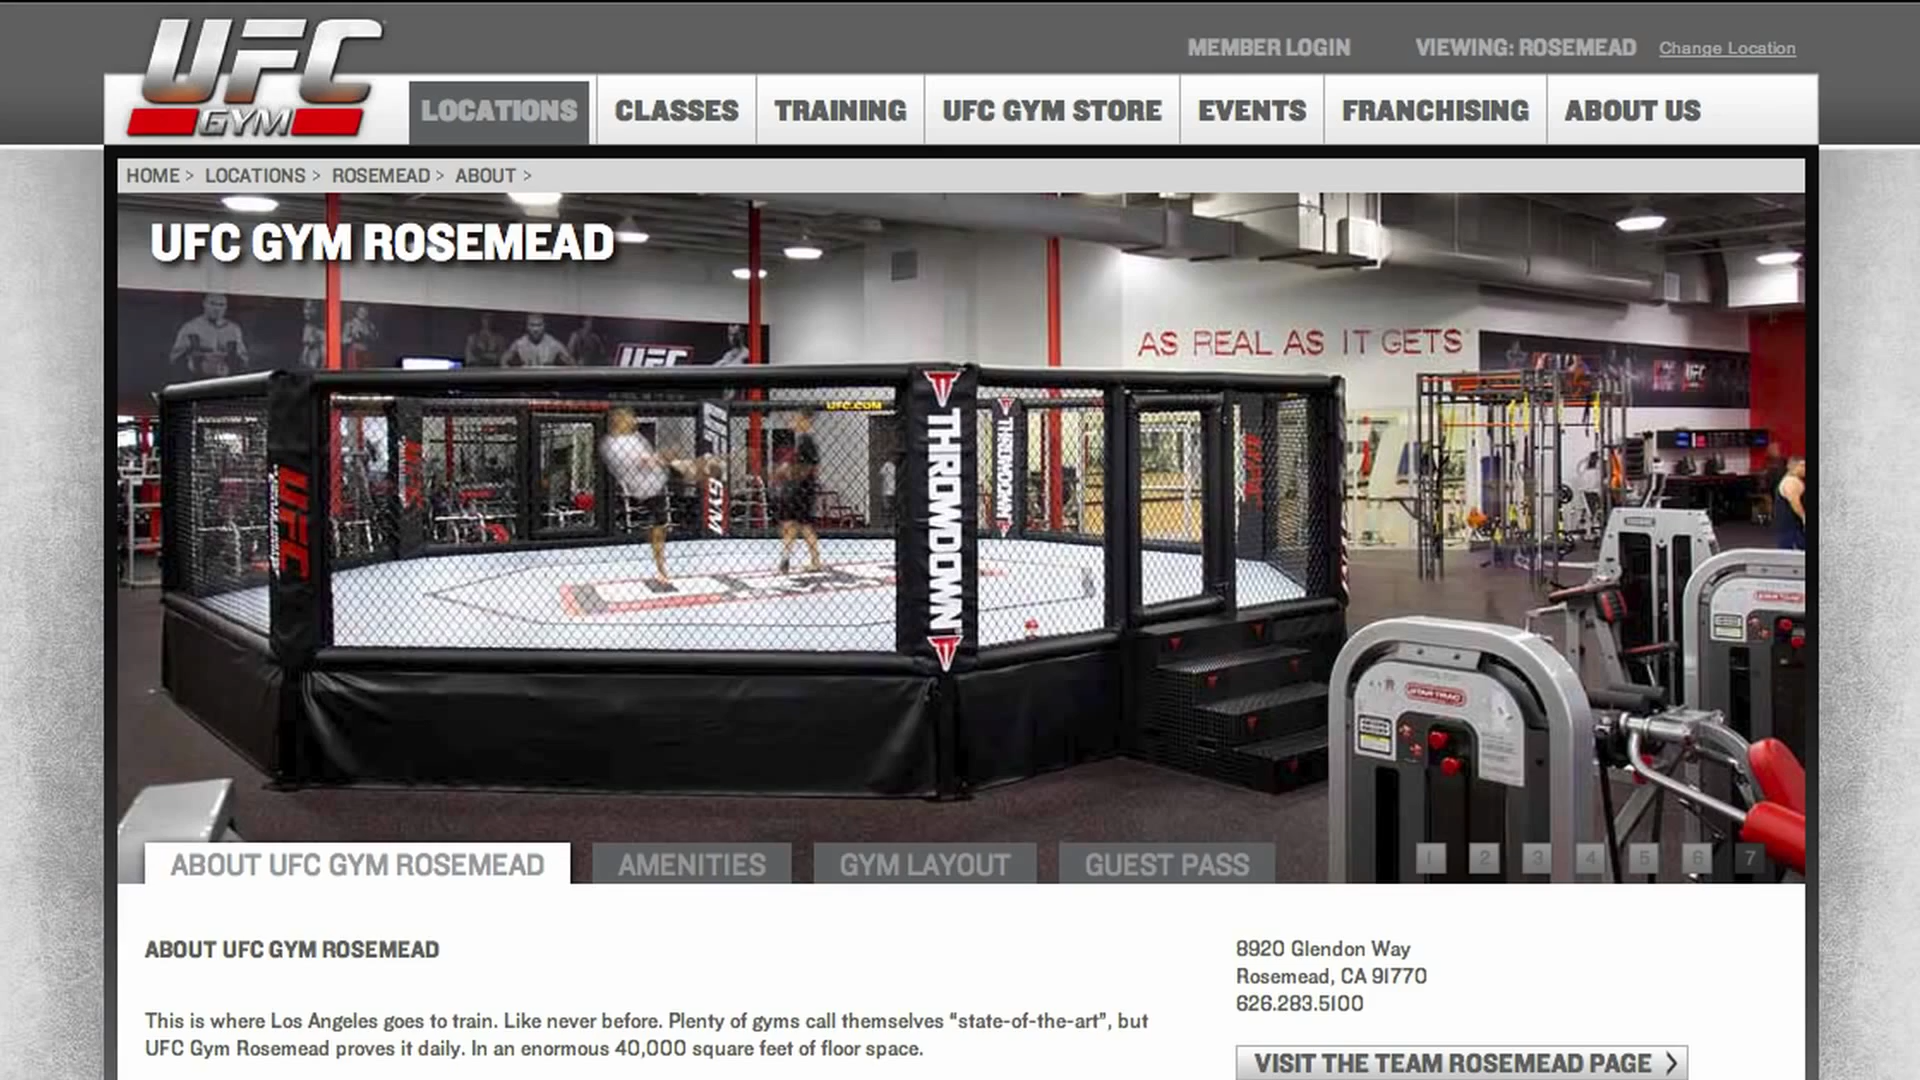 UFC
GYM
MEMBER LOGIN
VIEWING: ROSEMEAD
Change Location
LOCATIONS
CLASSES
TRAINING
UFC GYM STORE
EVENTS
FRANCHISING
ABOUT US
HOME > LOCATIONS > ROSEMEAD > ABOUT >
UFC GYM ROSEMEAD
AS REAL AS IT GETS
UFC
UFC
UFC.COM
UFC GYM
THROWDOWN
THROWDOWN
UFC
STAR TRAC
ABOUT UFC GYM ROSEMEAD
AMENITIES
GYM LAYOUT
GUEST PASS
1 2 3 4 5 6 7
ABOUT UFC GYM ROSEMEAD
This is where Los Angeles goes to train. Like never before. Plenty of gyms call themselves “state-of-the-art”, but
UFC Gym Rosemead proves it daily. In an enormous 40,000 square feet of floor space.
8920 Glendon Way
Rosemead, CA 91770
626.283.5100
VISIT THE TEAM ROSEMEAD PAGE >